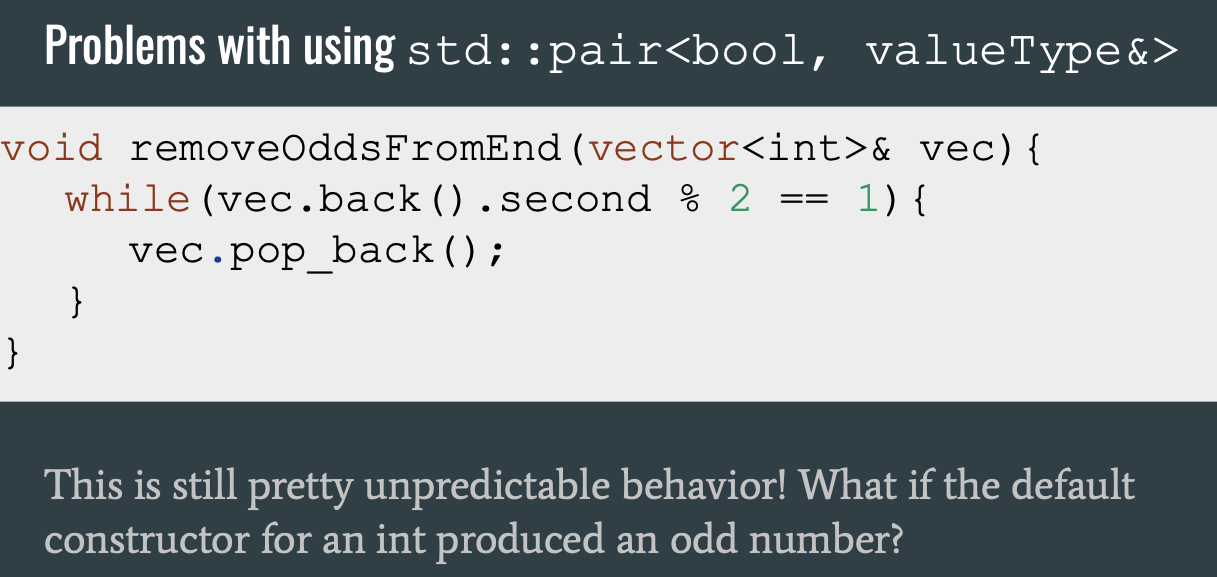 Problems with using std::pair<bool, valueType&>
void removeOddsFromEnd(vector<int>& vec){
while(vec.back().second % 2 == 1){
vec.pop_back();
}
}
This is still pretty unpredictable behavior! What if the default
constructor for an int produced an odd number?